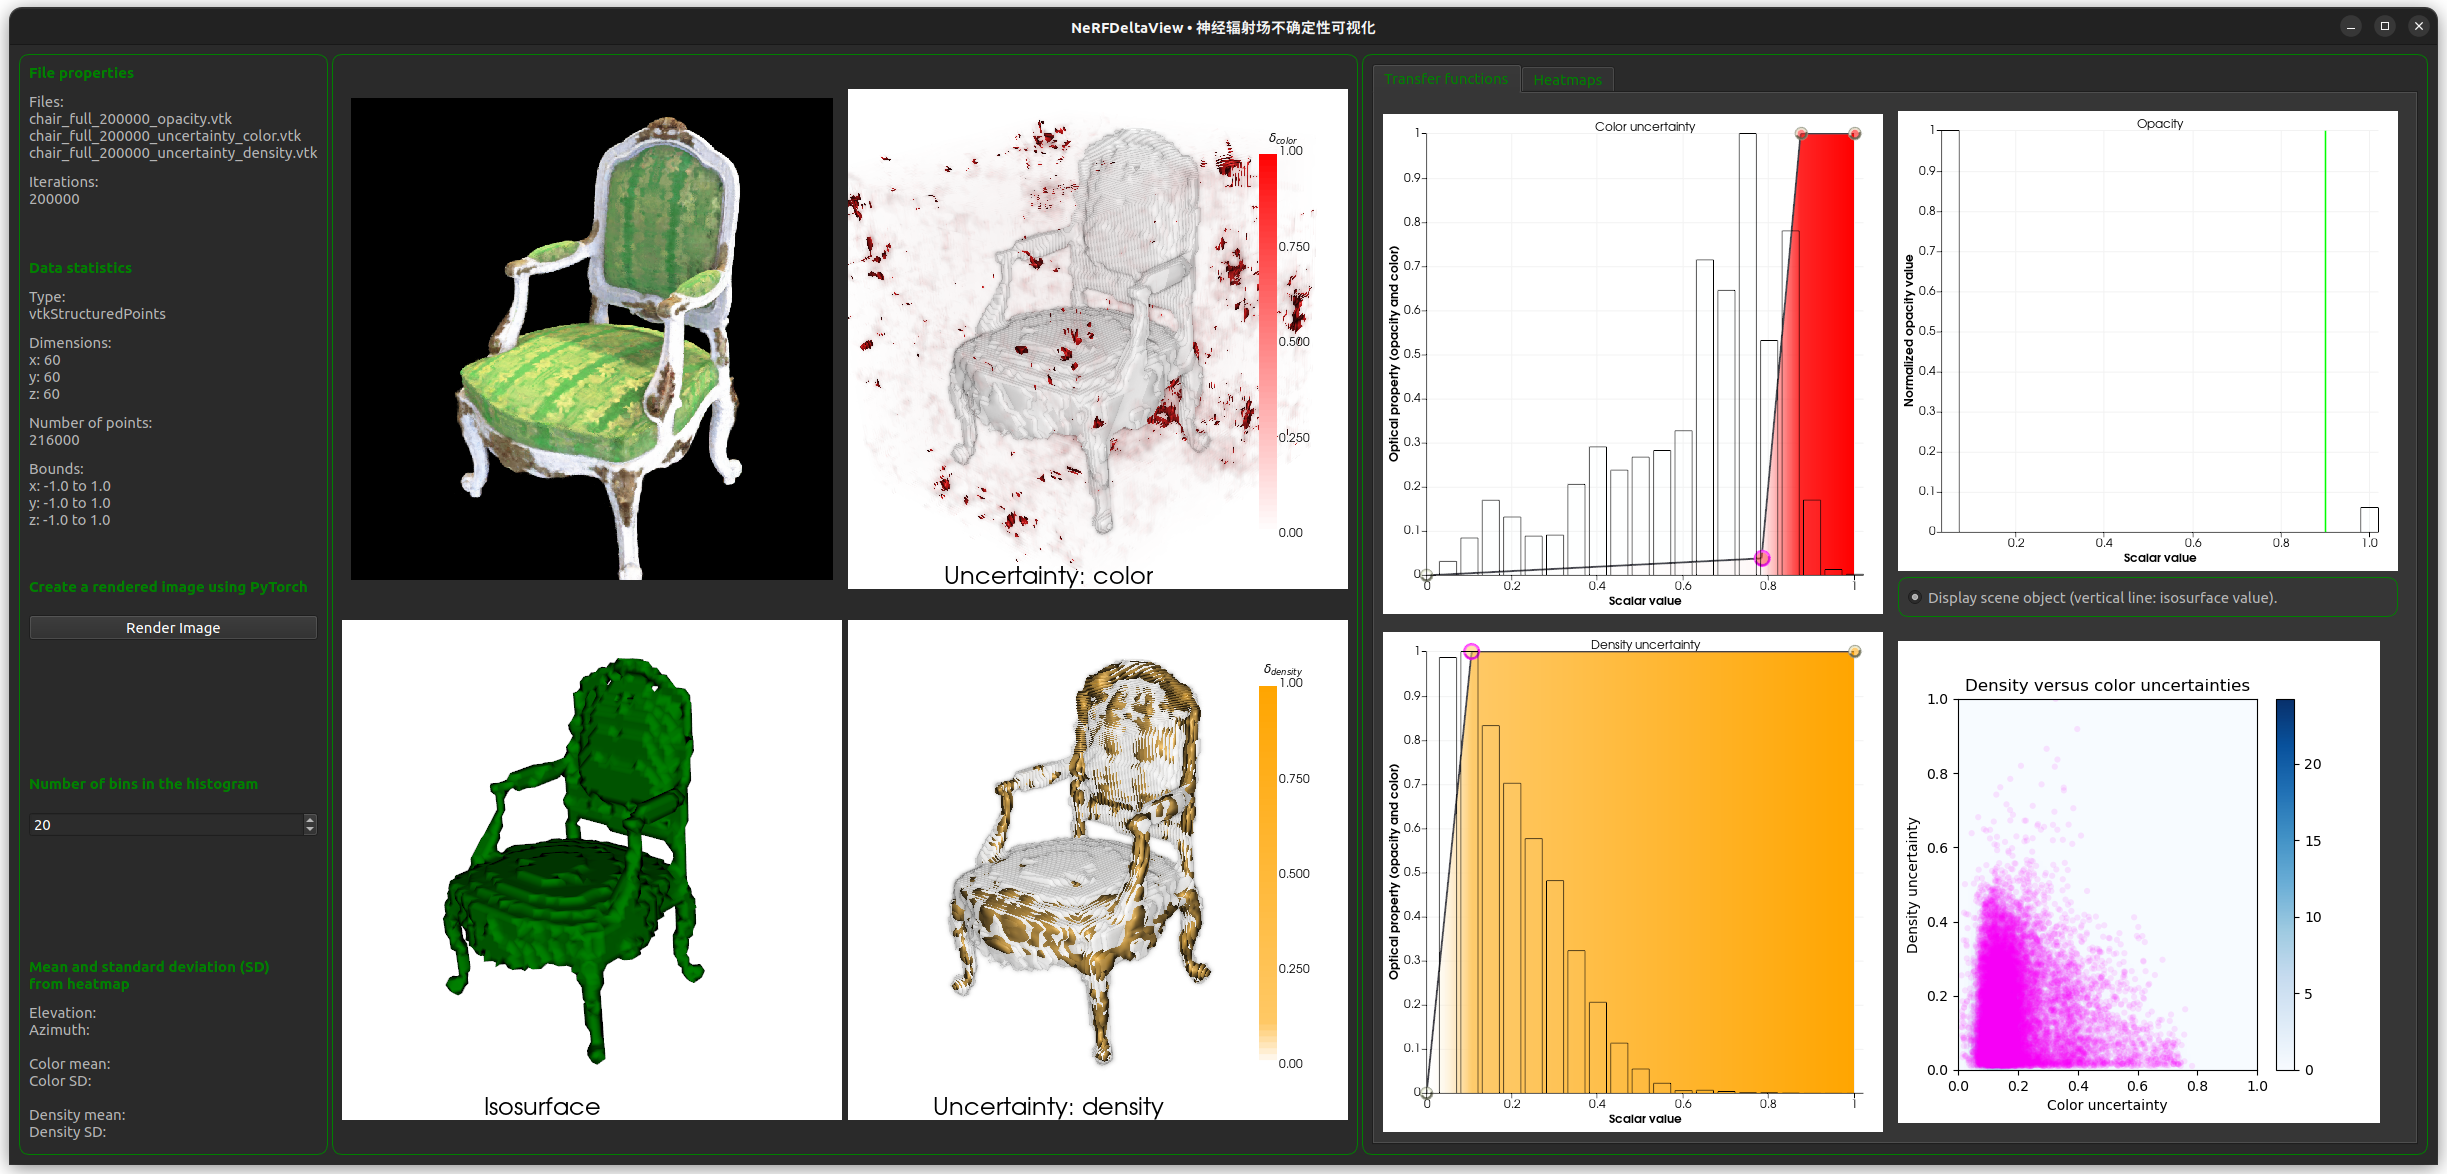 NeRFDeltaView • 神经辐射场不确定性可视化
File properties
Files:
chair_full_200000_opacity.vtk
chair_full_200000_uncertainty_color.vtk
chair_full_200000_uncertainty_density.vtk
Iterations:
200000
Data statistics
Type:
vtkStructuredPoints
Dimensions:
x: 60
y: 60
z: 60
Number of points:
216000
Bounds:
x: -1.0 to 1.0
y: -1.0 to 1.0
z: -1.0 to 1.0
Create a rendered image using PyTorch
Render Image
Number of bins in the histogram
20
Mean and standard deviation (SD)
from heatmap
Elevation:
Azimuth:
Color mean:
Color SD:
Density mean:
Density SD:
δcolor
1.00
0.750
0.500
0.250
0.00
Uncertainty: color
Isosurface
δdensity
1.00
0.750
0.500
0.250
0.00
Uncertainty: density
Transfer functions
Heatmaps
Color uncertainty
Optical property (opacity and color)
1
0.9
0.8
0.7
0.6
0.5
0.4
0.3
0.2
0.1
0
0 0.2 0.4 0.6 0.8 1
Scalar value
Opacity
Normalized opacity value
1
0.9
0.8
0.7
0.6
0.5
0.4
0.3
0.2
0.1
0
0.2 0.4 0.6 0.8 1.0
Scalar value
Display scene object (vertical line: isosurface value).
Density uncertainty
Optical property (opacity and color)
1
0.9
0.8
0.7
0.6
0.5
0.4
0.3
0.2
0.1
0
0 0.2 0.4 0.6 0.8 1
Scalar value
Density versus color uncertainties
Density uncertainty
1.0
0.8
0.6
0.4
0.2
0.0
0.0 0.2 0.4 0.6 0.8 1.0
Color uncertainty
20
15
10
5
0